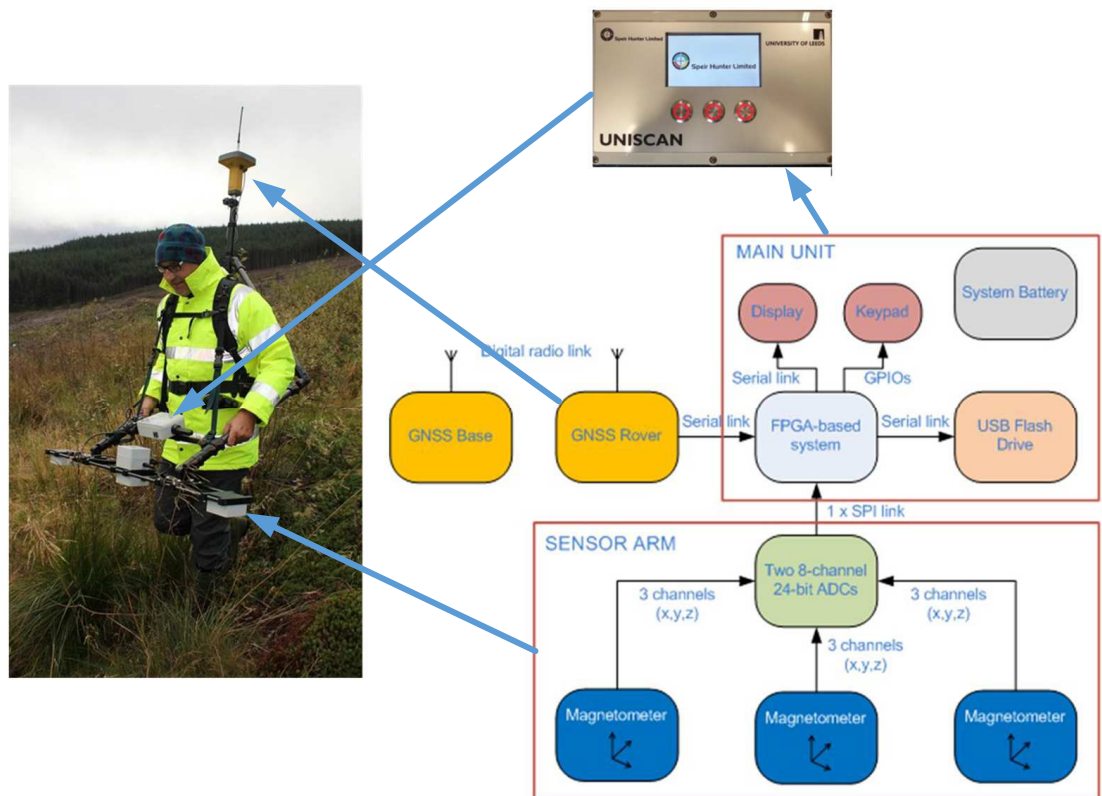 Speir Hunter Limited
UNIVERSITY OF LEEDS
Speir Hunter Limited
UNISCAN
MAIN UNIT
System Battery
Display
Keypad
Digital radio link
Serial link
GPIOs
GNSS Base
GNSS Rover
Serial link
FPGA-based
system
Serial link
USB Flash
Drive
1 x SPI link
SENSOR ARM
Two 8-channel
24-bit ADCs
3 channels
(x,y,z)
3 channels
(x,y,z)
3 channels
(x,y,z)
Magnetometer
Magnetometer
Magnetometer